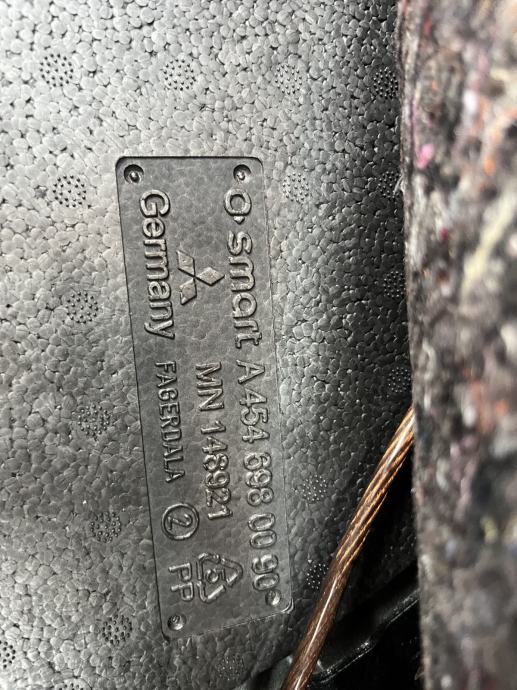 smart A 454 698 00 90
MN 148921
Germany FAGERDALA 2
5
PP